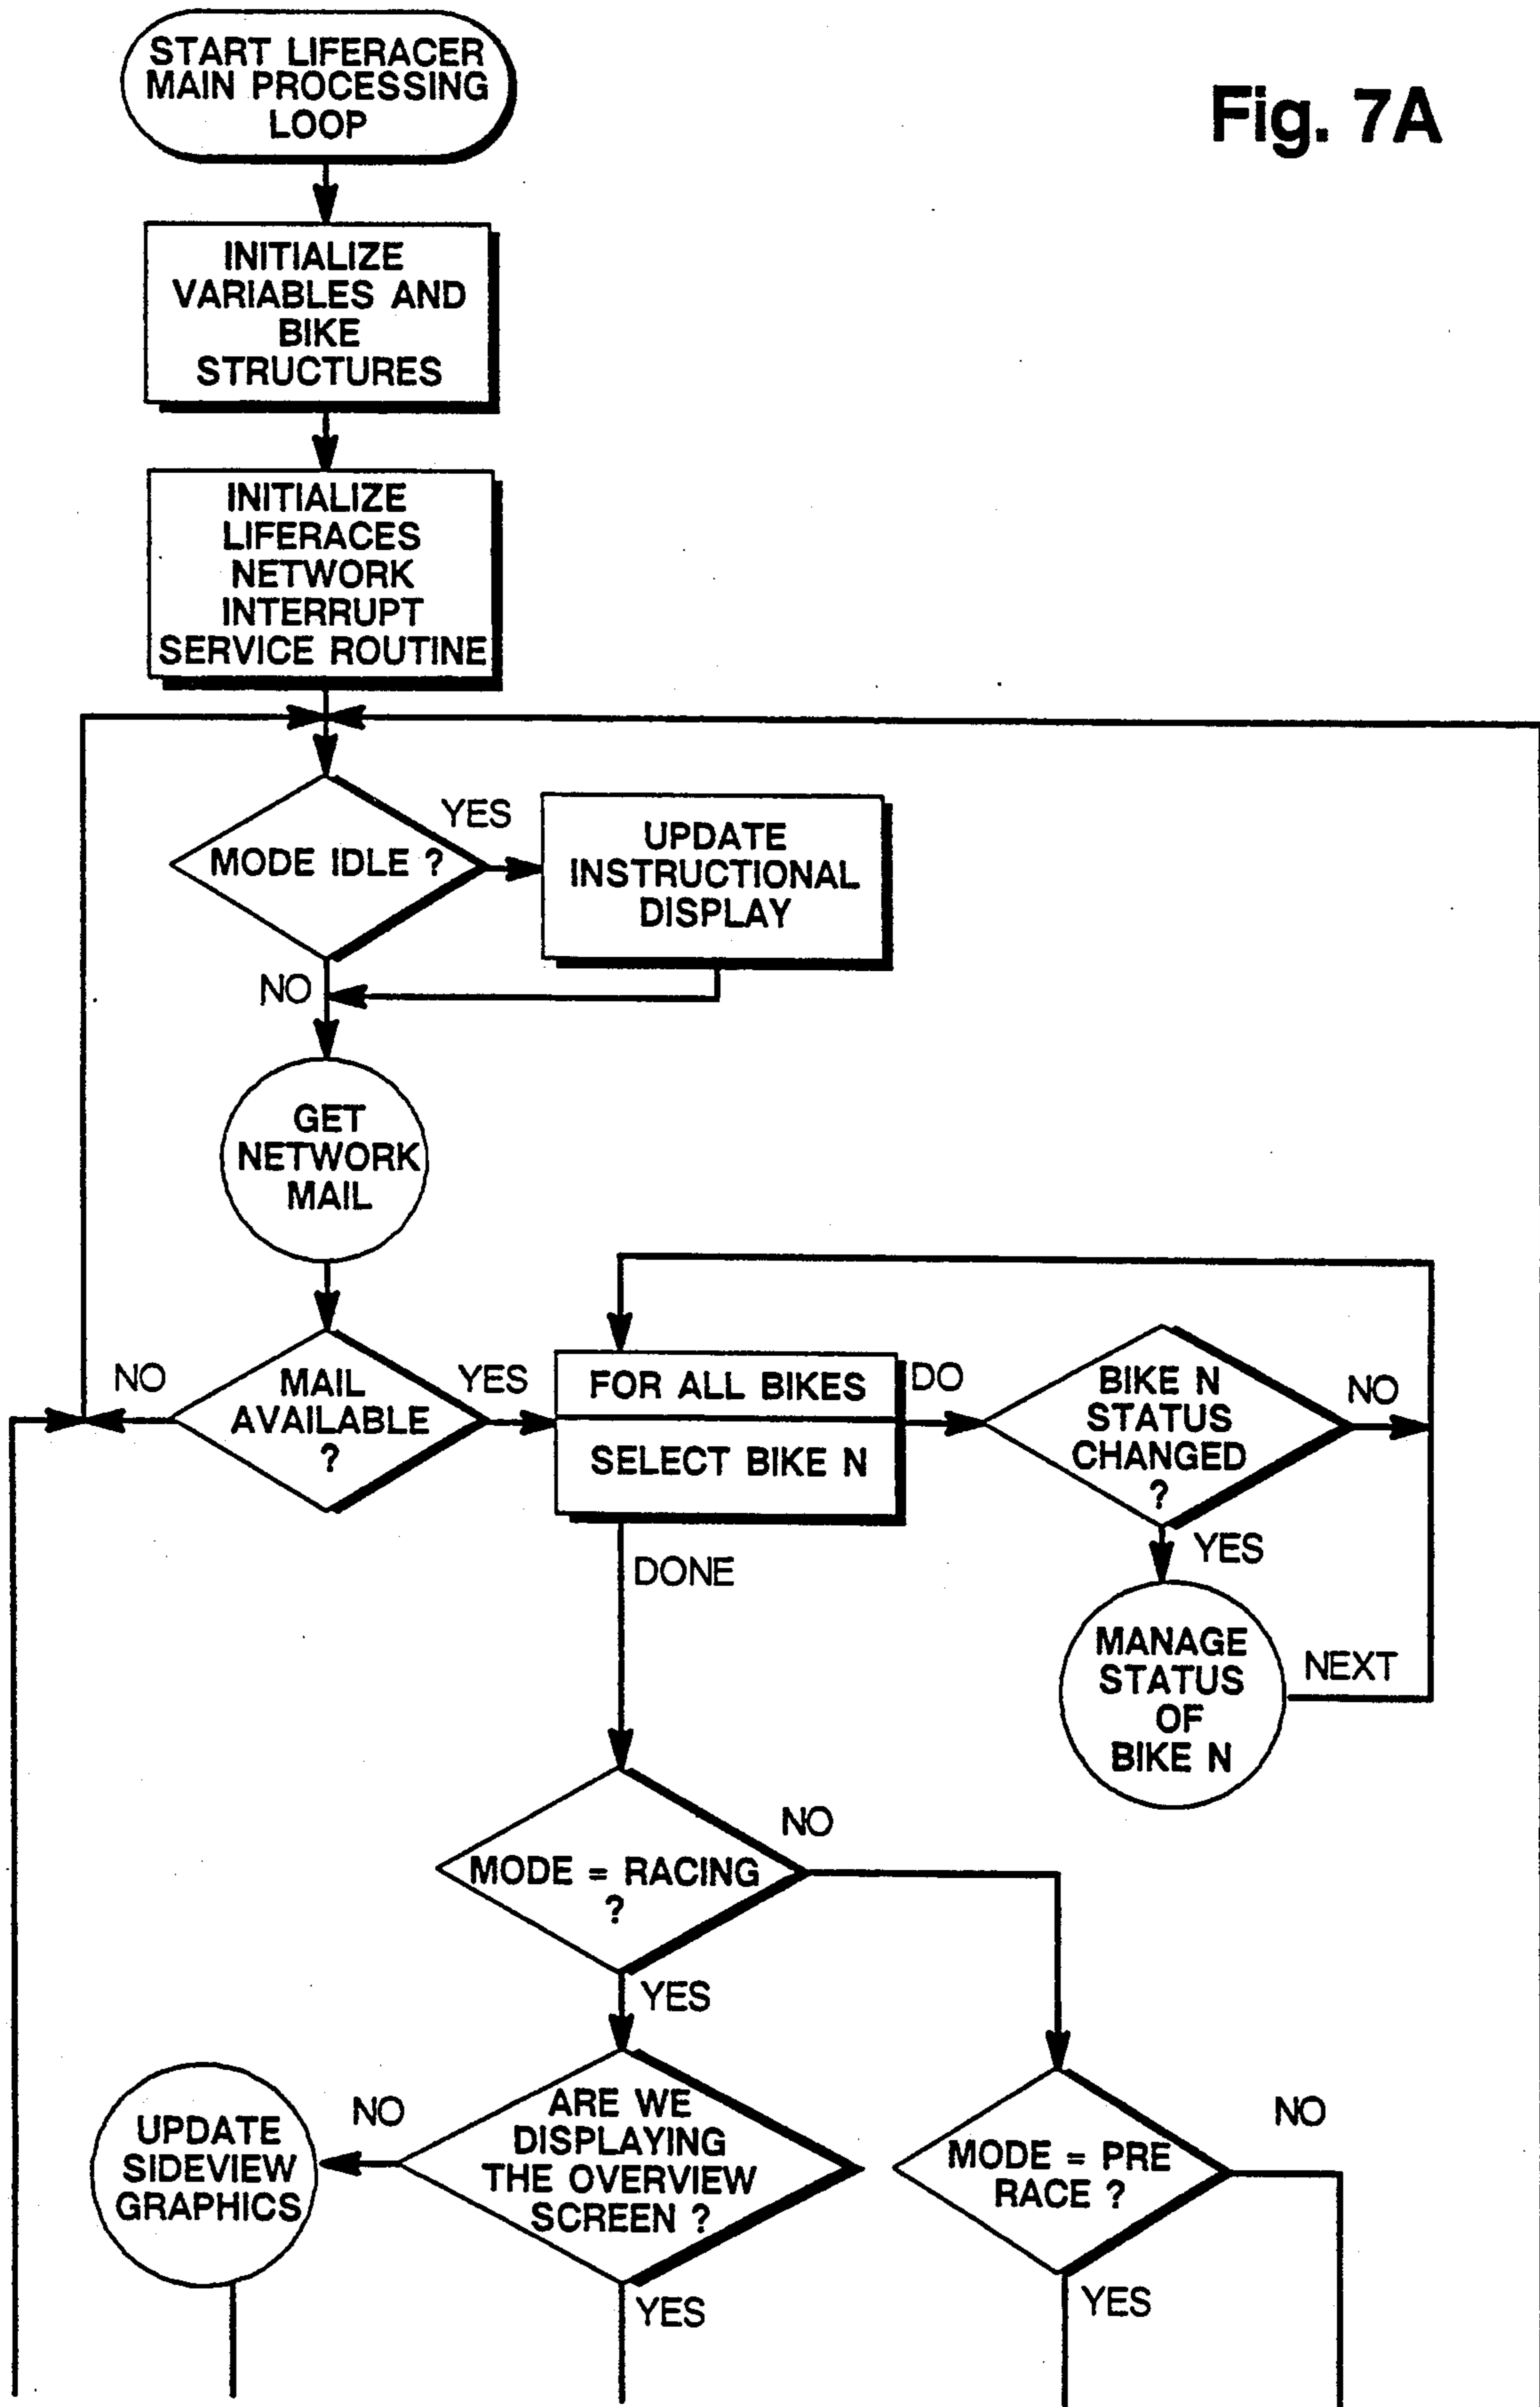 START LIFERACER
MAIN PROCESSING
LOOP
Fig. 7A
INITIALIZE
VARIABLES AND
BIKE
STRUCTURES
INITIALIZE
LIFERACES
NETWORK
INTERRUPT
SERVICE ROUTINE
MODE IDLE ?
YES
UPDATE
INSTRUCTIONAL
DISPLAY
NO
GET
NETWORK
MAIL
NO
MAIL
AVAILABLE
?
YES
FOR ALL BIKES
SELECT BIKE N
DO
BIKE N
STATUS
CHANGED
?
NO
YES
DONE
MANAGE
STATUS
OF
BIKE N
NEXT
MODE = RACING
?
NO
YES
UPDATE
SIDEVIEW
GRAPHICS
NO
ARE WE
DISPLAYING
THE OVERVIEW
SCREEN ?
YES
MODE = PRE
RACE ?
NO
YES